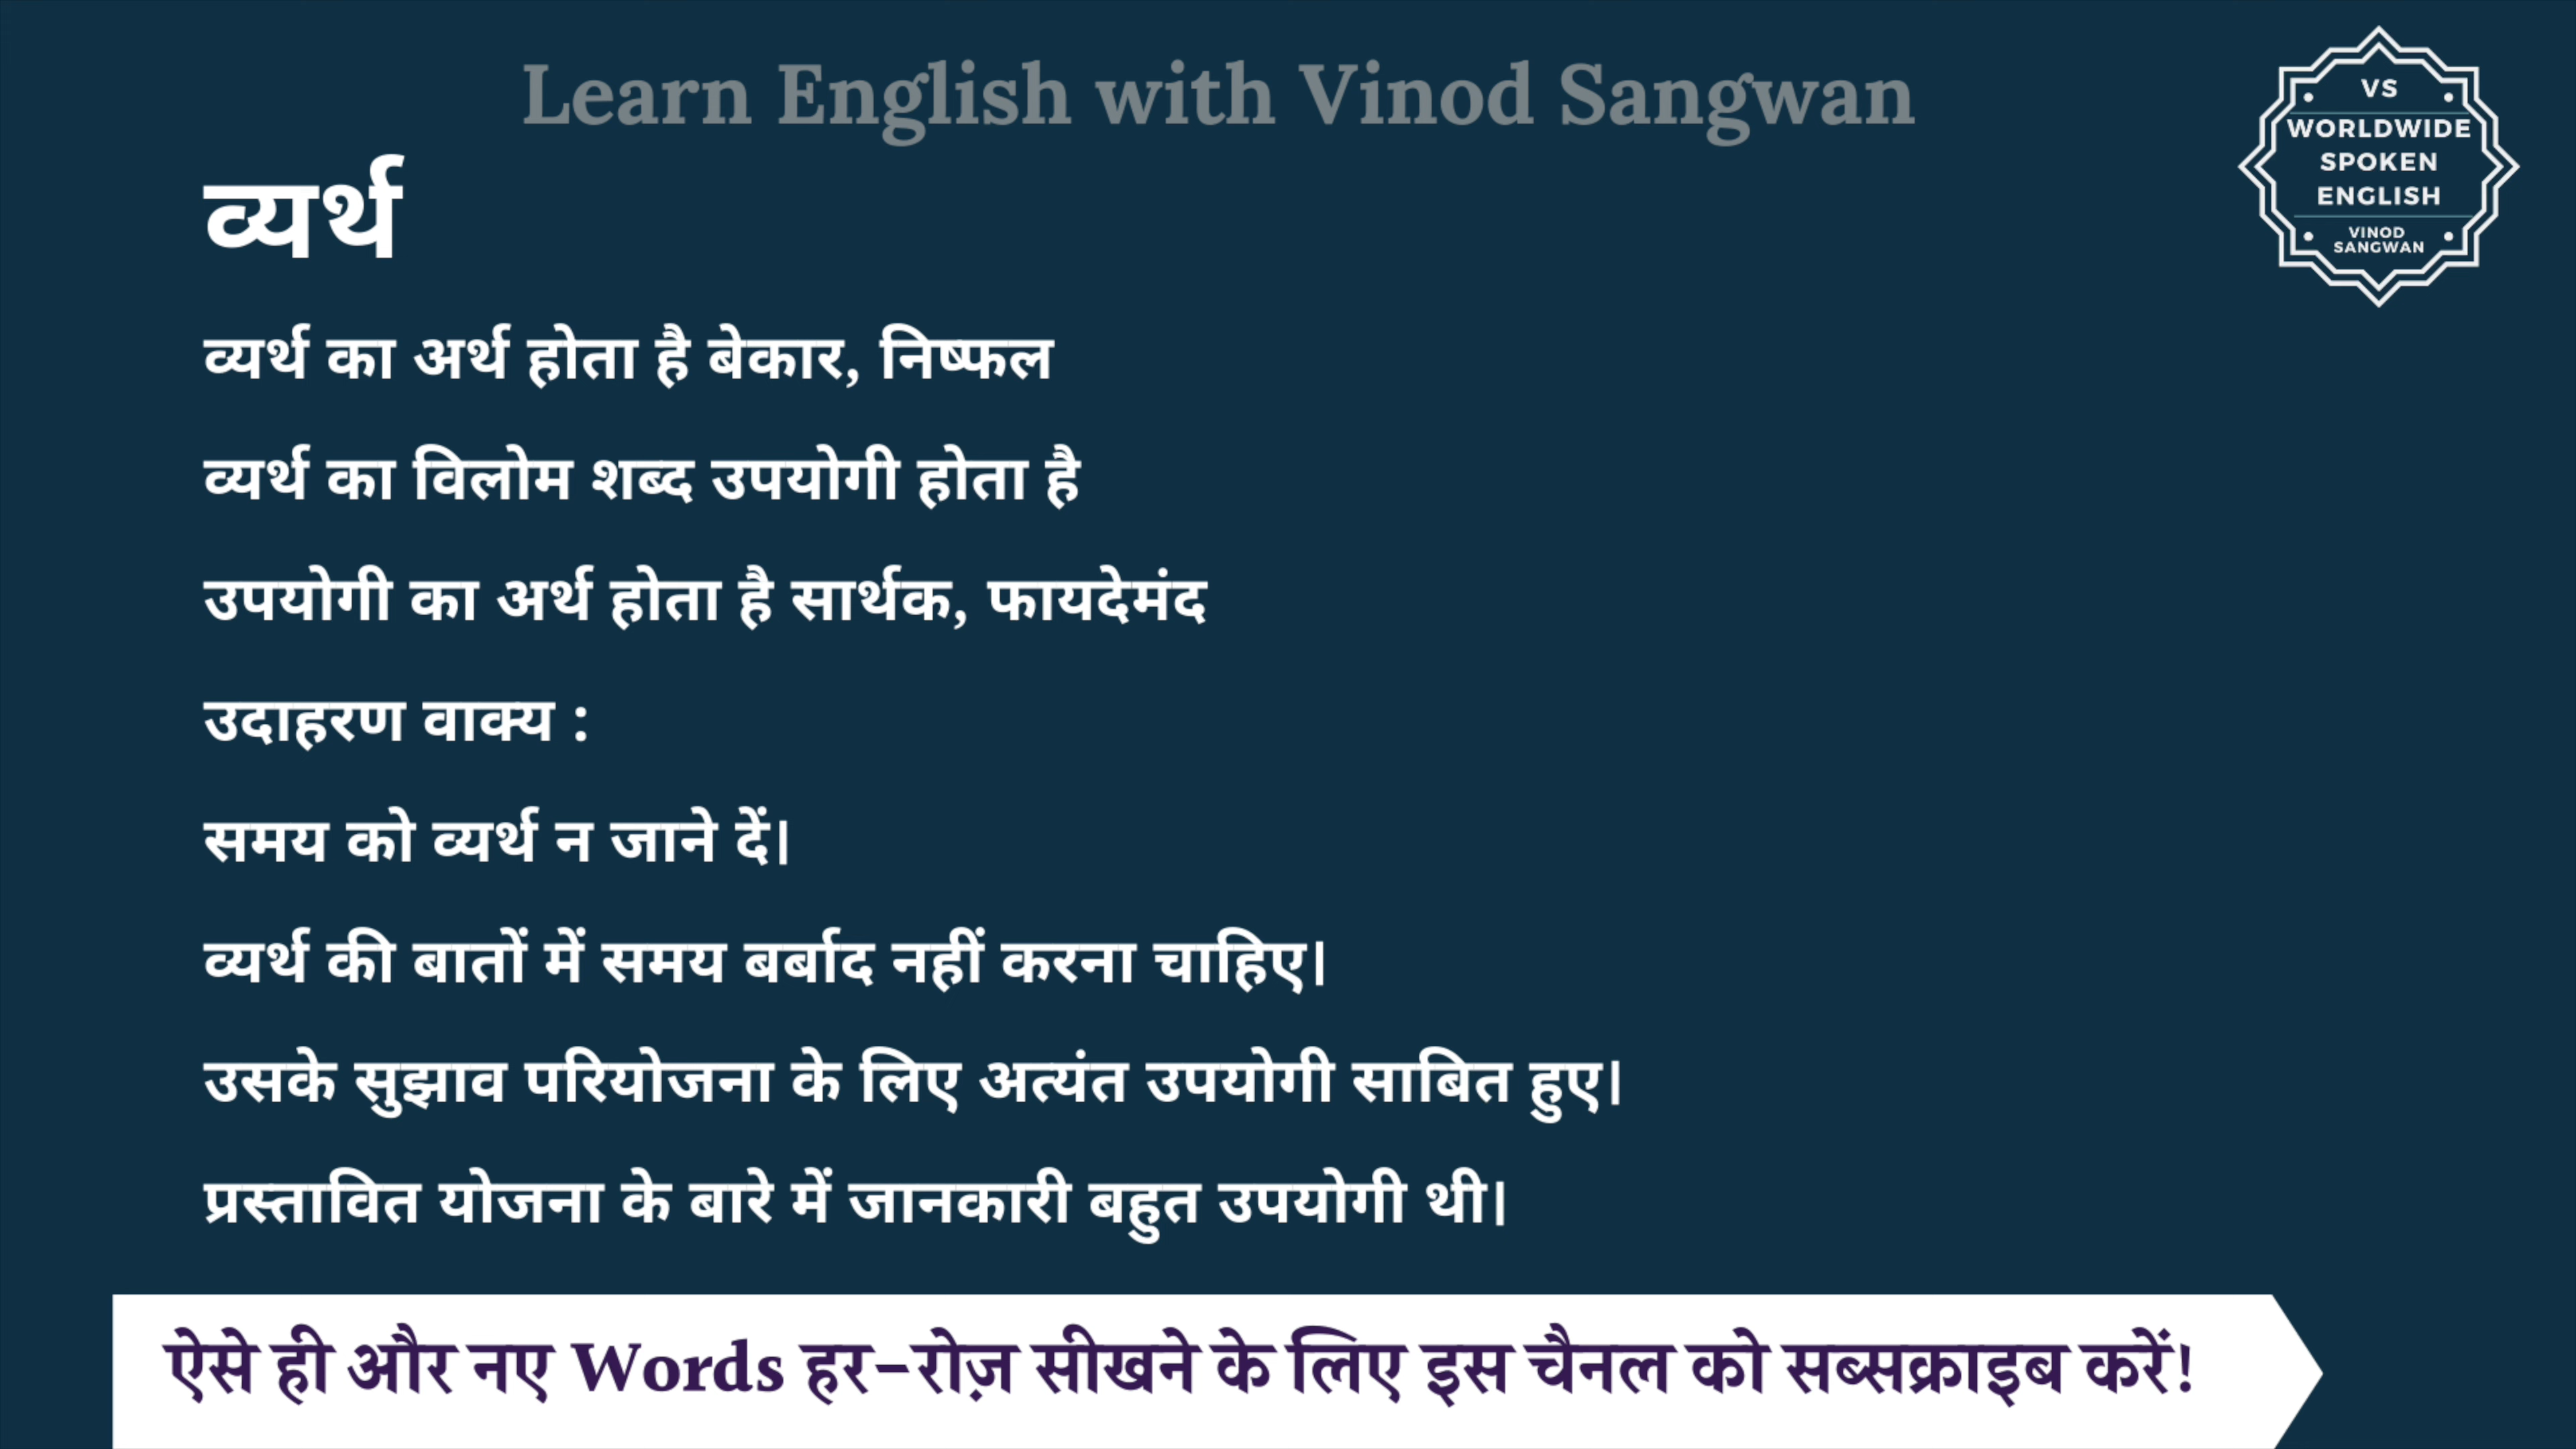 Learn English with Vinod Sangwan
VS
WORLDWIDE
SPOKEN
ENGLISH
VINOD
SANGWAN
व्यर्थ
व्यर्थ का अर्थ होता है बेकार, निष्फल
व्यर्थ का विलोम शब्द उपयोगी होता है
उपयोगी का अर्थ होता है सार्थक, फायदेमंद
उदाहरण वाक्य :
समय को व्यर्थ न जाने दें।
व्यर्थ की बातों में समय बर्बाद नहीं करना चाहिए।
उसके सुझाव परियोजना के लिए अत्यंत उपयोगी साबित हुए।
प्रस्तावित योजना के बारे में जानकारी बहुत उपयोगी थी।
ऐसे ही और नए Words हर-रोज़ सीखने के लिए इस चैनल को सब्सक्राइब करें!